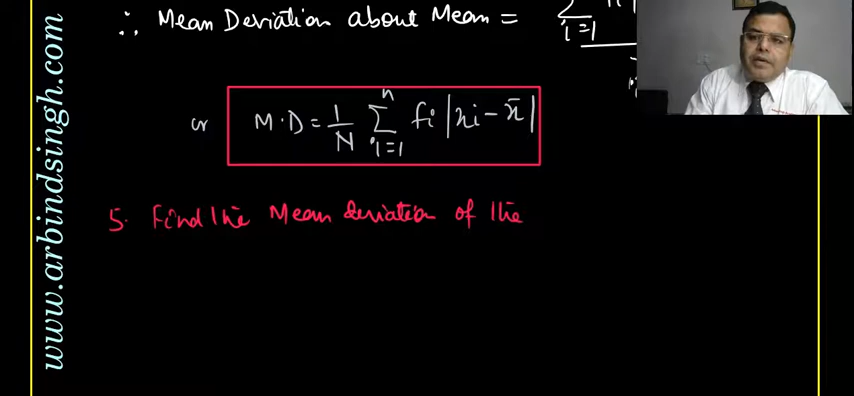 ∴ Mean Deviation about Mean = Σ i=1
or M.D = 1/N Σ i=1 n fi |xi - x̄|
5. Find the Mean deviation of the
www.arbindsingh.com